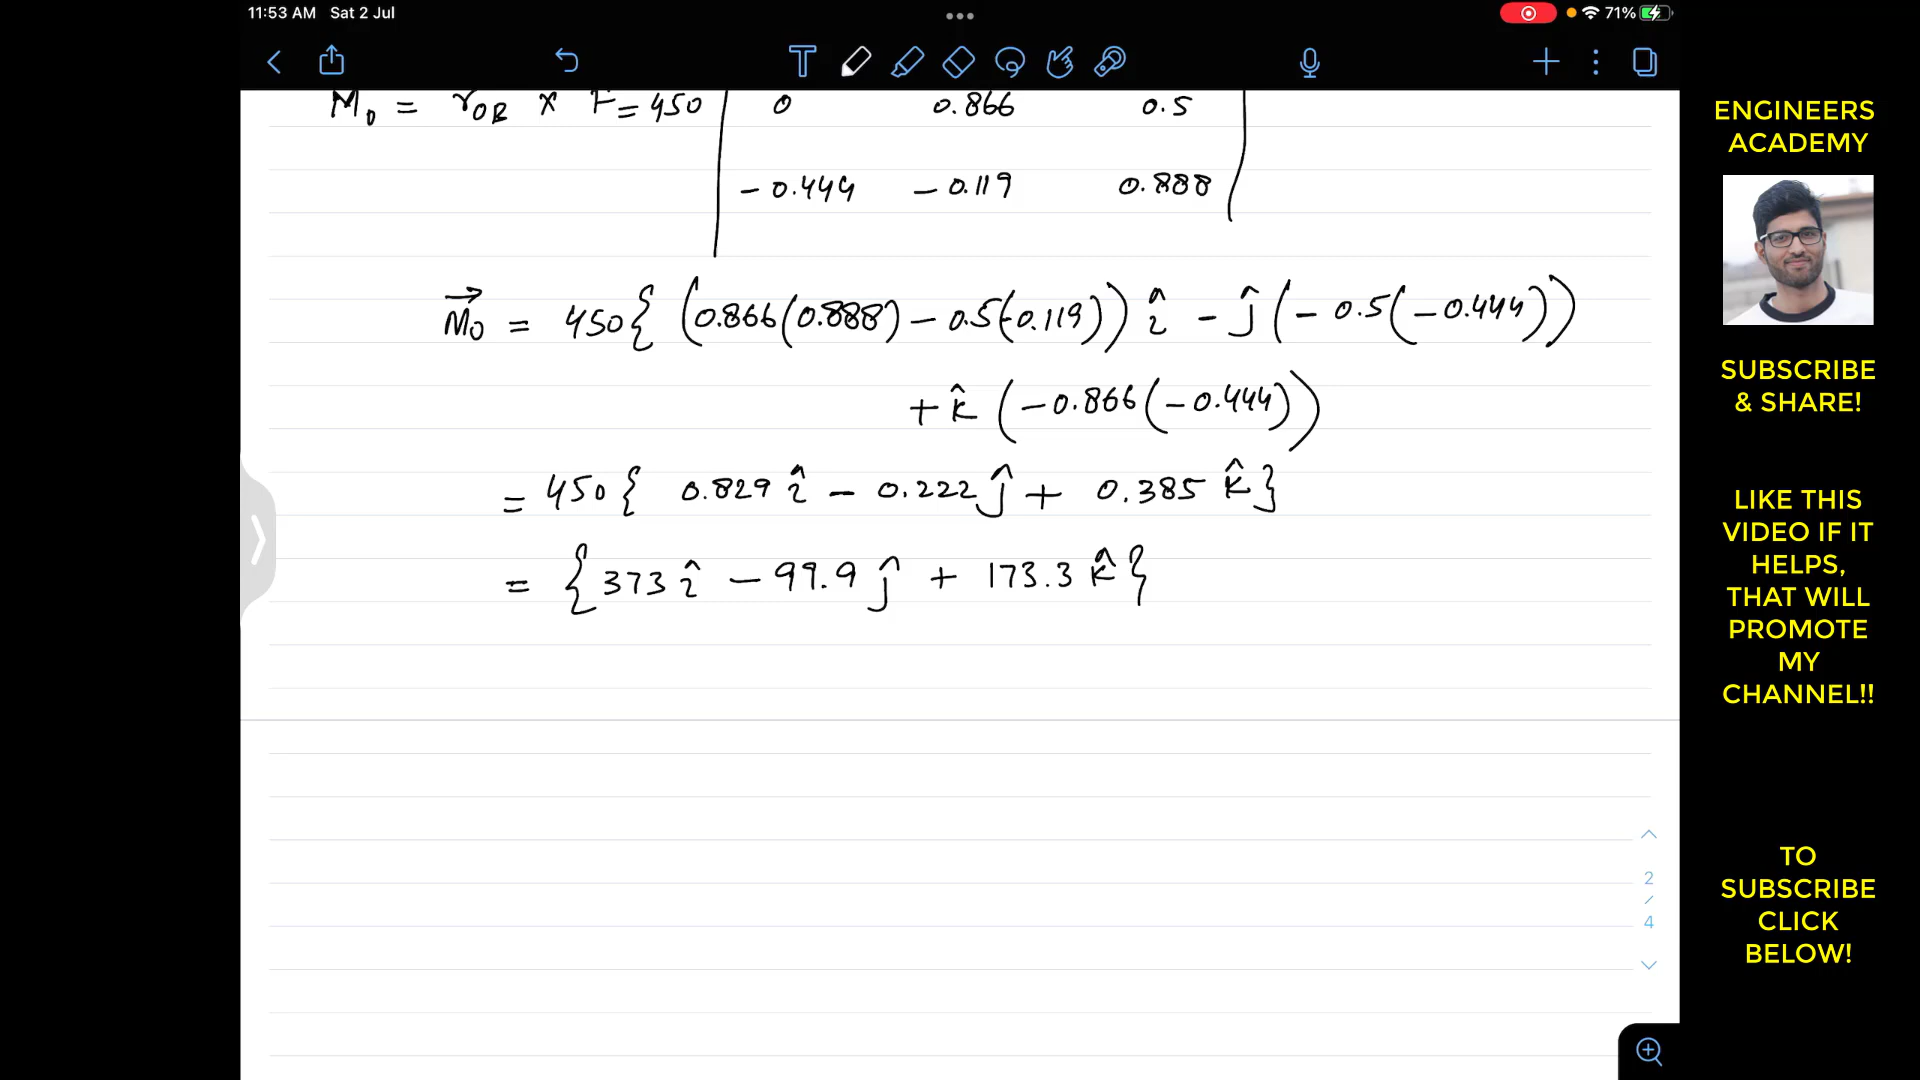 11:53 AM Sat 2 Jul
71%
M₀ = r_OB × F = 450 | 0 0.866 0.5 |
-0.444 -0.119 0.888
M₀ = 450{ (0.866(0.888) - 0.5(-0.119)) î - ĵ (- 0.5(-0.444))
+ k̂ (-0.866(-0.444))
= 450{ 0.829 î - 0.222 ĵ + 0.385 k̂ }
= { 373 î - 99.9 ĵ + 173.3 k̂ }
2
/
4
ENGINEERS
ACADEMY
SUBSCRIBE
& SHARE!
LIKE THIS
VIDEO IF IT
HELPS,
THAT WILL
PROMOTE
MY
CHANNEL!!
TO
SUBSCRIBE
CLICK
BELOW!